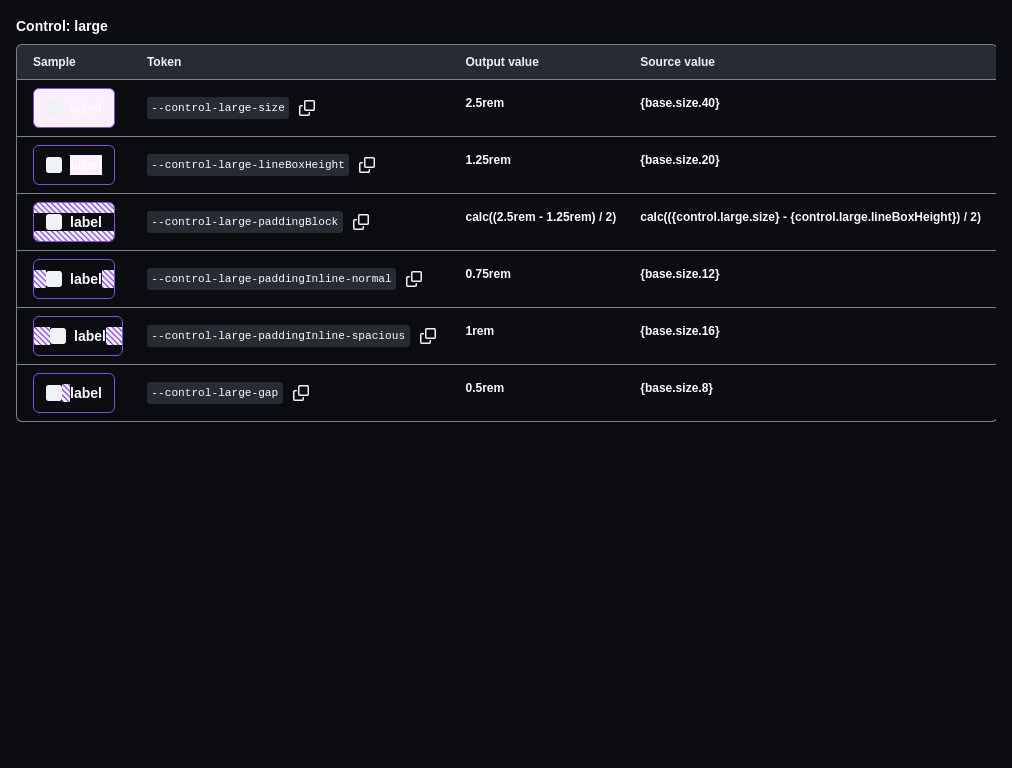 Control: large
Sample Token Output value Source value
label --control-large-size 2.5rem {base.size.40}
label --control-large-lineBoxHeight 1.25rem {base.size.20}
label --control-large-paddingBlock calc((2.5rem - 1.25rem) / 2) calc(({control.large.size} - {control.large.lineBoxHeight}) / 2)
label --control-large-paddingInline-normal 0.75rem {base.size.12}
label --control-large-paddingInline-spacious 1rem {base.size.16}
label --control-large-gap 0.5rem {base.size.8}